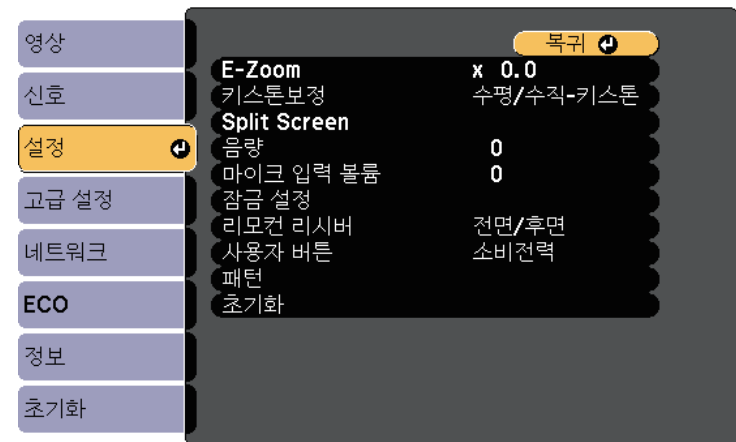 영상
신호
설정
고급 설정
네트워크
ECO
정보
초기화
복귀
E-Zoom x 0.0
키스톤보정 수평/수직-키스톤
Split Screen
음량 0
마이크 입력 볼륨 0
잠금 설정
리모컨 리시버 전면/후면
사용자 버튼 소비전력
패턴
초기화